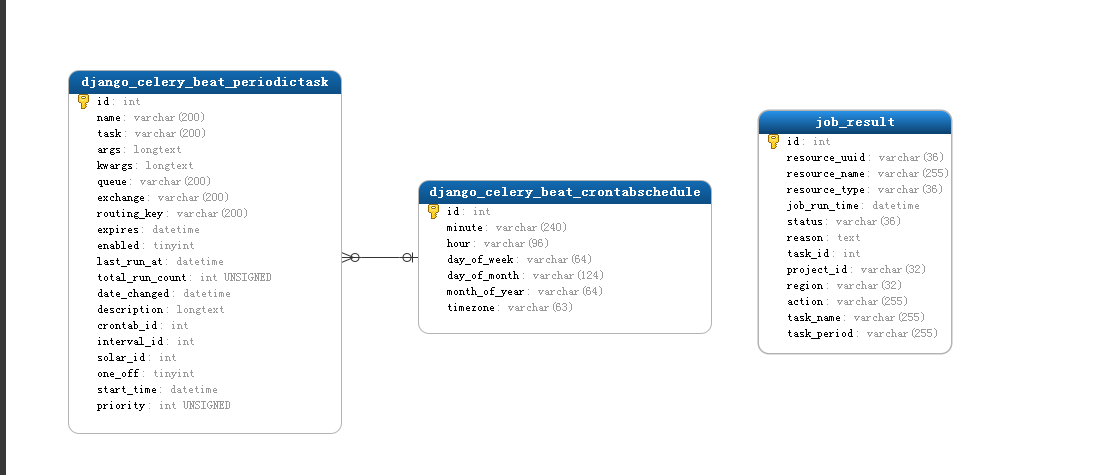 django_celery_beat_periodictask
id: int
name: varchar(200)
task: varchar(200)
args: longtext
kwargs: longtext
queue: varchar(200)
exchange: varchar(200)
routing_key: varchar(200)
expires: datetime
enabled: tinyint
last_run_at: datetime
total_run_count: int UNSIGNED
date_changed: datetime
description: longtext
crontab_id: int
interval_id: int
solar_id: int
one_off: tinyint
start_time: datetime
priority: int UNSIGNED
django_celery_beat_crontabschedule
id: int
minute: varchar(240)
hour: varchar(96)
day_of_week: varchar(64)
day_of_month: varchar(124)
month_of_year: varchar(64)
timezone: varchar(63)
job_result
id: int
resource_uuid: varchar(36)
resource_name: varchar(255)
resource_type: varchar(36)
job_run_time: datetime
status: varchar(36)
reason: text
task_id: int
project_id: varchar(32)
region: varchar(32)
action: varchar(255)
task_name: varchar(255)
task_period: varchar(255)